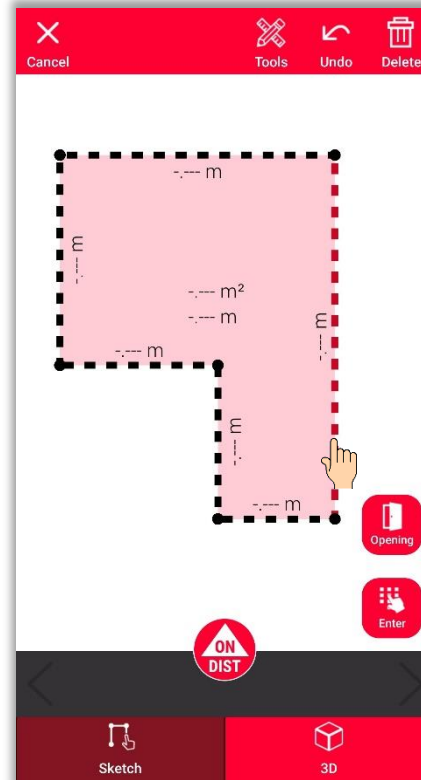 Cancel
Tools
Undo
Delete
-.--- m
-.--- m
-.--- m²
-.--- m
-.--- m
-.--- m
-.--- m
-.--- m
Opening
Enter
ON
DIST
Sketch
3D